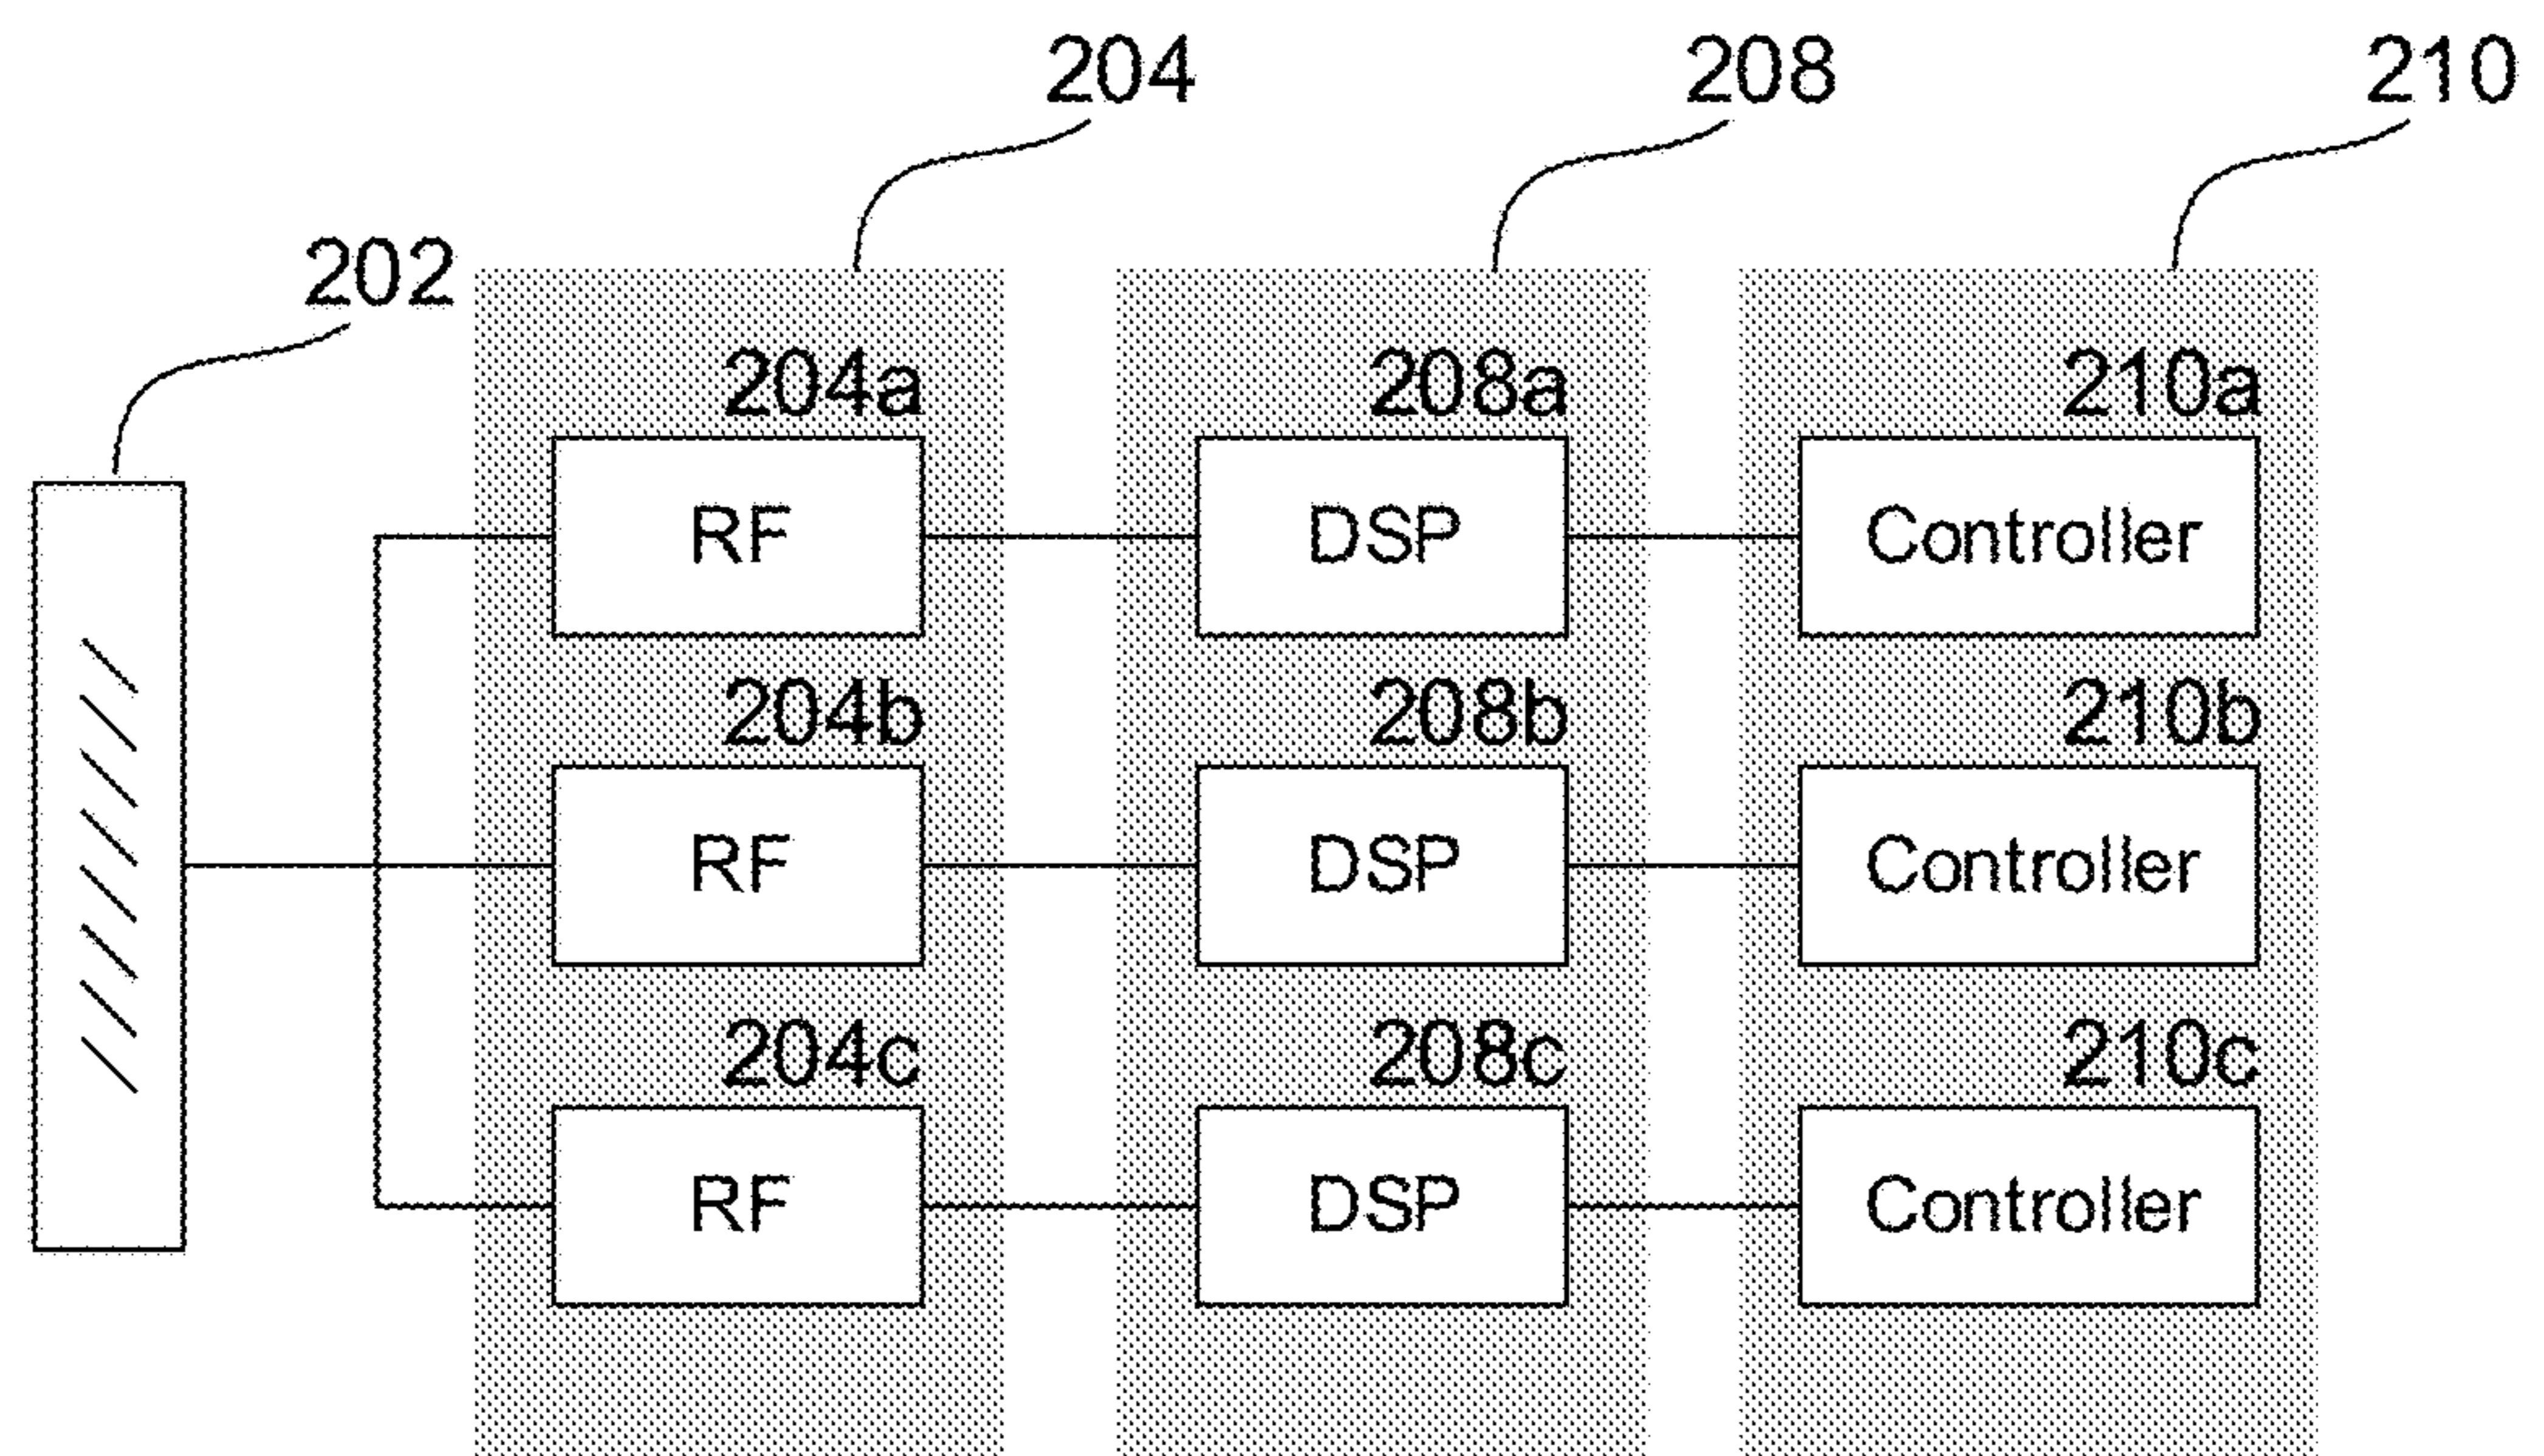 204 208 210
202
204a 208a 210a
RF DSP Controller
204b 208b 210b
RF DSP Controller
204c 208c 210c
RF DSP Controller